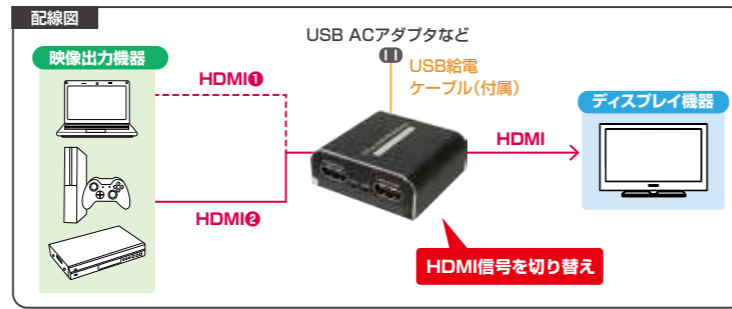 配線図
映像出力機器
USB ACアダプタなど
USB給電
ケーブル(付属)
HDMI❶
HDMI❷
HDMI
ディスプレイ機器
HDMI信号を切り替え